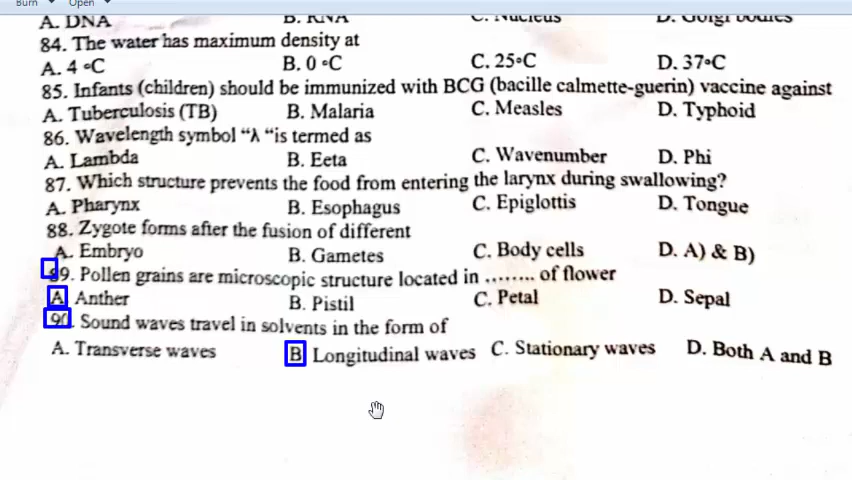 Burn Open
A. DNA B. RNA C. Nucleus D. Golgi bodies
84. The water has maximum density at
A. 4 °C B. 0 °C C. 25°C D. 37°C
85. Infants (children) should be immunized with BCG (bacille calmette-guerin) vaccine against
A. Tuberculosis (TB) B. Malaria C. Measles D. Typhoid
86. Wavelength symbol “λ “is termed as
A. Lambda B. Eeta C. Wavenumber D. Phi
87. Which structure prevents the food from entering the larynx during swallowing?
A. Pharynx B. Esophagus C. Epiglottis D. Tongue
88. Zygote forms after the fusion of different
A. Embryo B. Gametes C. Body cells D. A) & B)
89. Pollen grains are microscopic structure located in ........ of flower
A. Anther B. Pistil C. Petal D. Sepal
90. Sound waves travel in solvents in the form of
A. Transverse waves B Longitudinal waves C. Stationary waves D. Both A and B